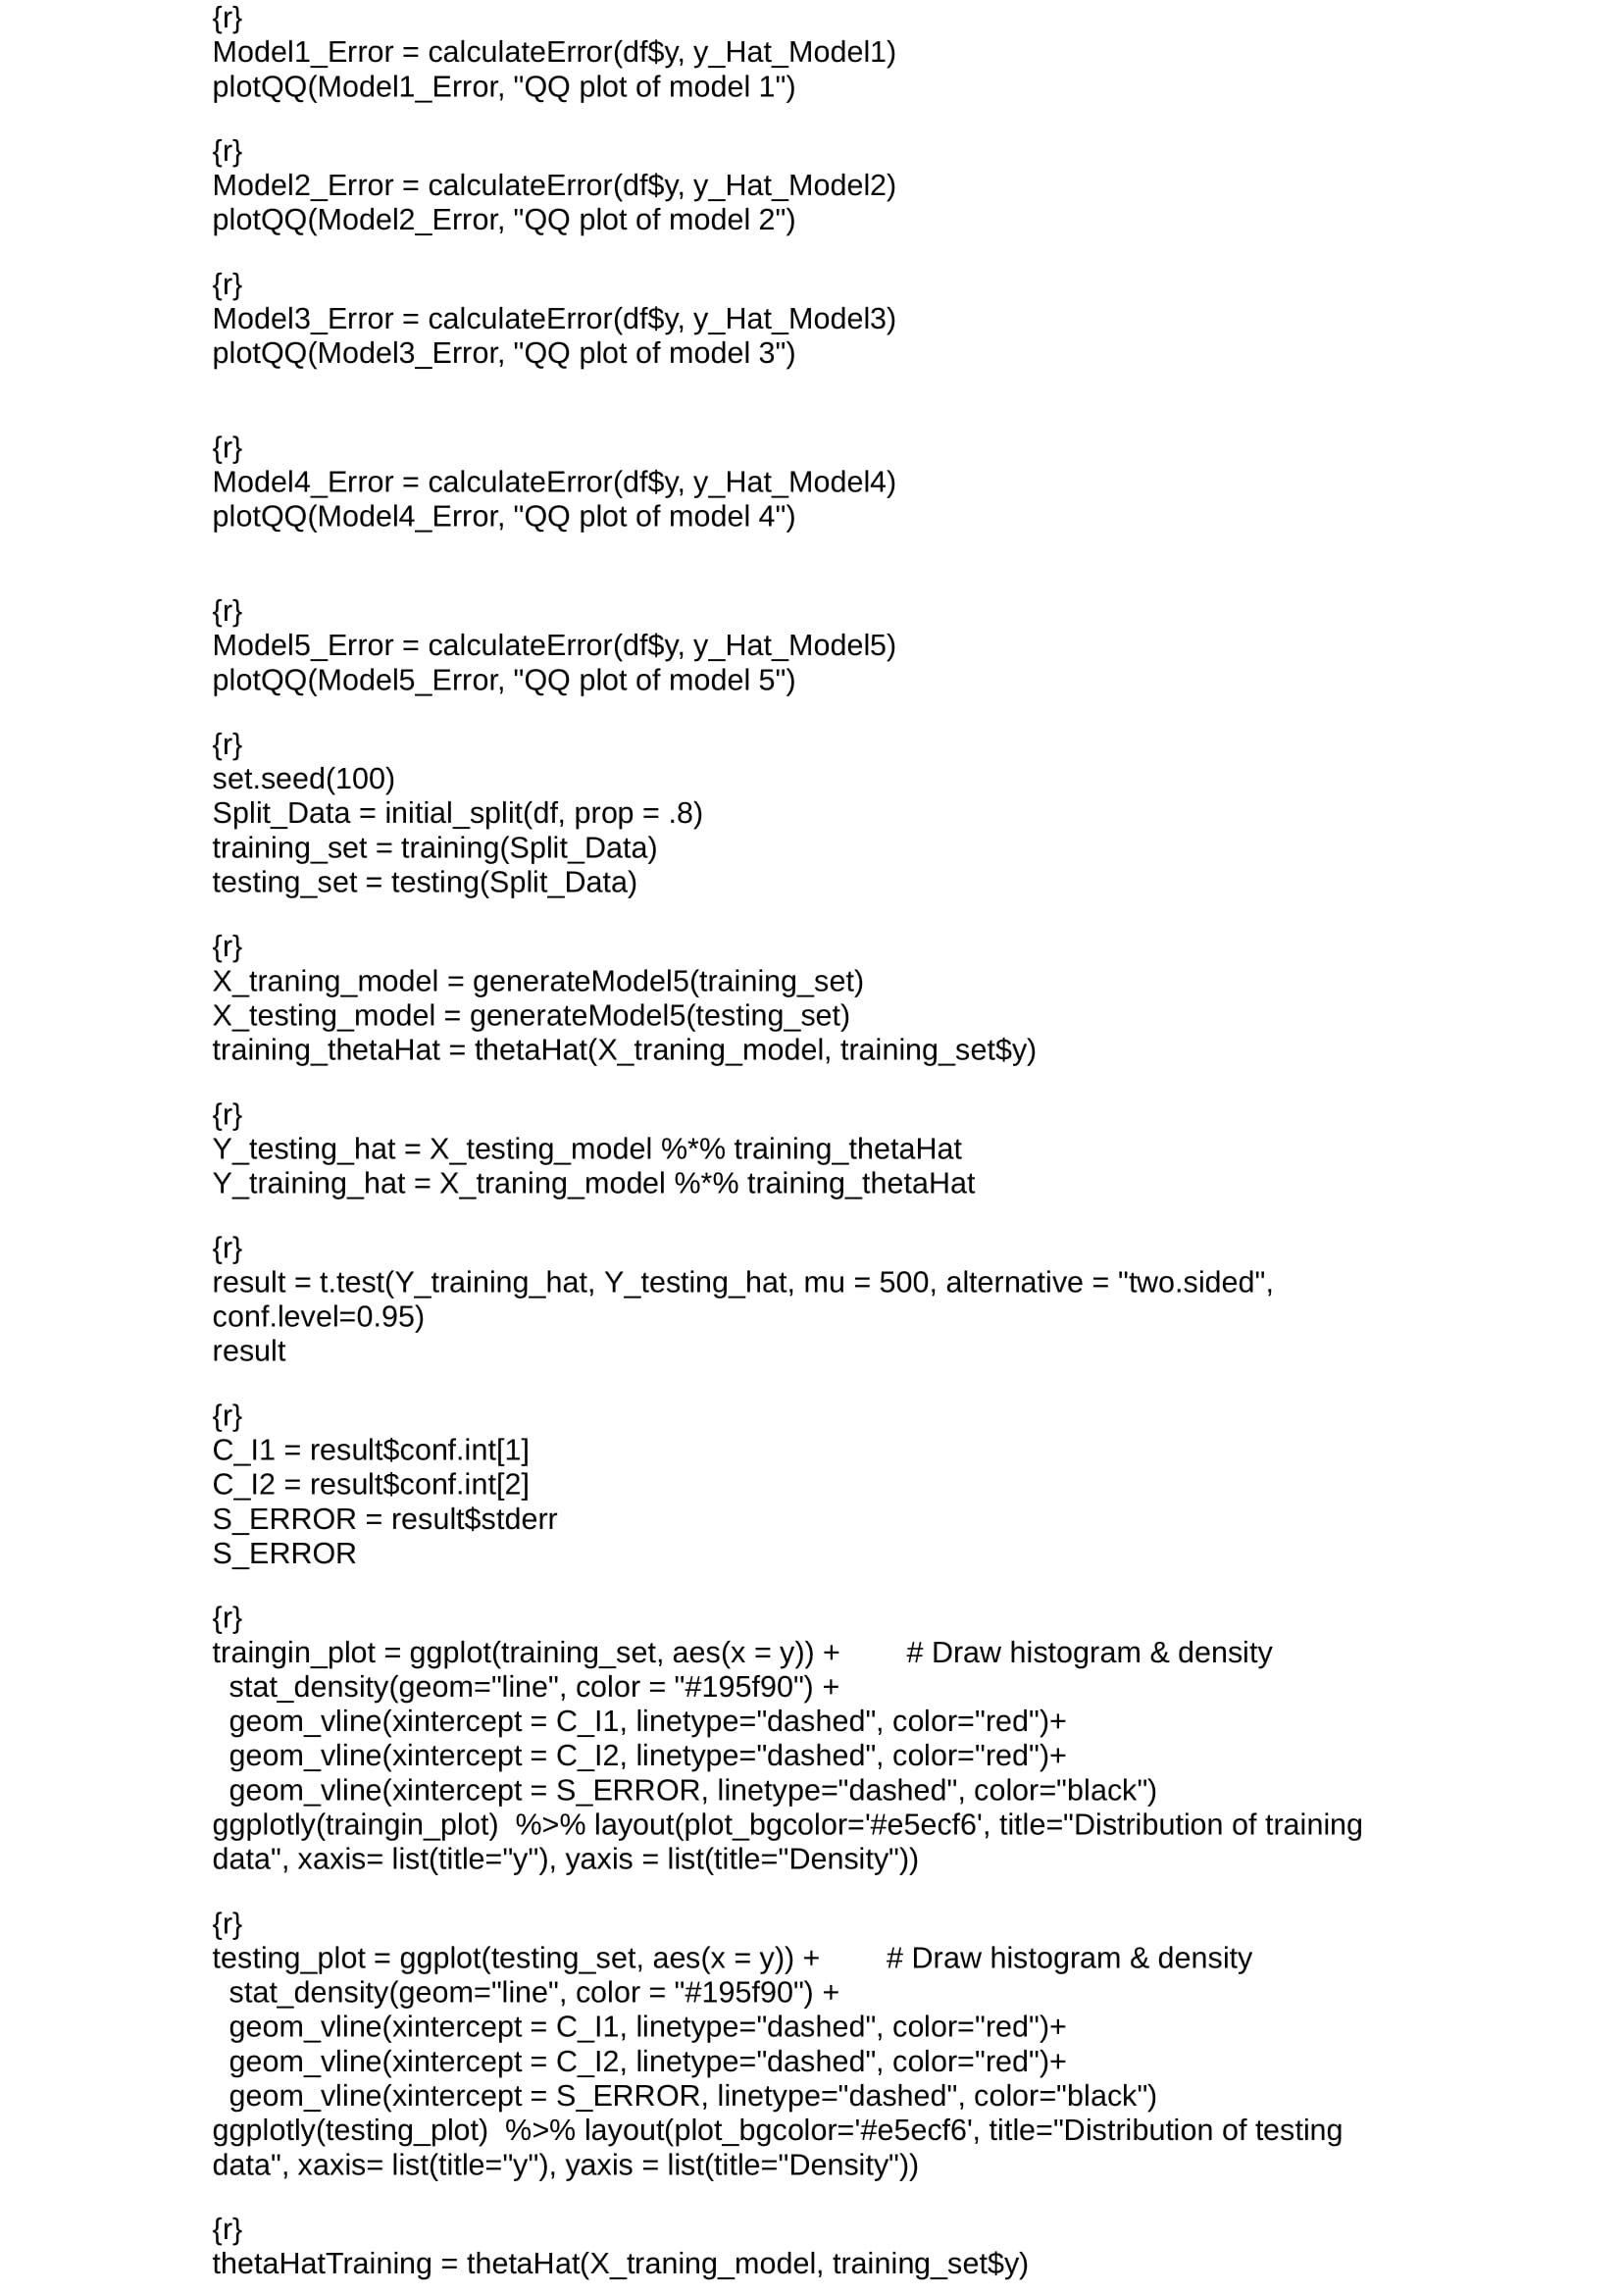 {r}
Model1_Error = calculateError(df$y, y_Hat_Model1)
plotQQ(Model1_Error, "QQ plot of model 1")
{r}
Model2_Error = calculateError(df$y, y_Hat_Model2)
plotQQ(Model2_Error, "QQ plot of model 2")
{r}
Model3_Error = calculateError(df$y, y_Hat_Model3)
plotQQ(Model3_Error, "QQ plot of model 3")
{r}
Model4_Error = calculateError(df$y, y_Hat_Model4)
plotQQ(Model4_Error, "QQ plot of model 4")
{r}
Model5_Error = calculateError(df$y, y_Hat_Model5)
plotQQ(Model5_Error, "QQ plot of model 5")
{r}
set.seed(100)
Split_Data = initial_split(df, prop = .8)
training_set = training(Split_Data)
testing_set = testing(Split_Data)
{r}
X_traning_model = generateModel5(training_set)
X_testing_model = generateModel5(testing_set)
training_thetaHat = thetaHat(X_traning_model, training_set$y)
{r}
Y_testing_hat = X_testing_model %*% training_thetaHat
Y_training_hat = X_traning_model %*% training_thetaHat
{r}
result = t.test(Y_training_hat, Y_testing_hat, mu = 500, alternative = "two.sided",
conf.level=0.95)
result
{r}
C_I1 = result$conf.int[1]
C_I2 = result$conf.int[2]
S_ERROR = result$stderr
S_ERROR
{r}
traingin_plot = ggplot(training_set, aes(x = y)) +        # Draw histogram & density
  stat_density(geom="line", color = "#195f90") +
  geom_vline(xintercept = C_I1, linetype="dashed", color="red")+
  geom_vline(xintercept = C_I2, linetype="dashed", color="red")+
  geom_vline(xintercept = S_ERROR, linetype="dashed", color="black")
ggplotly(traingin_plot)  %>% layout(plot_bgcolor='#e5ecf6', title="Distribution of training
data", xaxis= list(title="y"), yaxis = list(title="Density"))
{r}
testing_plot = ggplot(testing_set, aes(x = y)) +        # Draw histogram & density
  stat_density(geom="line", color = "#195f90") +
  geom_vline(xintercept = C_I1, linetype="dashed", color="red")+
  geom_vline(xintercept = C_I2, linetype="dashed", color="red")+
  geom_vline(xintercept = S_ERROR, linetype="dashed", color="black")
ggplotly(testing_plot)  %>% layout(plot_bgcolor='#e5ecf6', title="Distribution of testing
data", xaxis= list(title="y"), yaxis = list(title="Density"))
{r}
thetaHatTraining = thetaHat(X_traning_model, training_set$y)